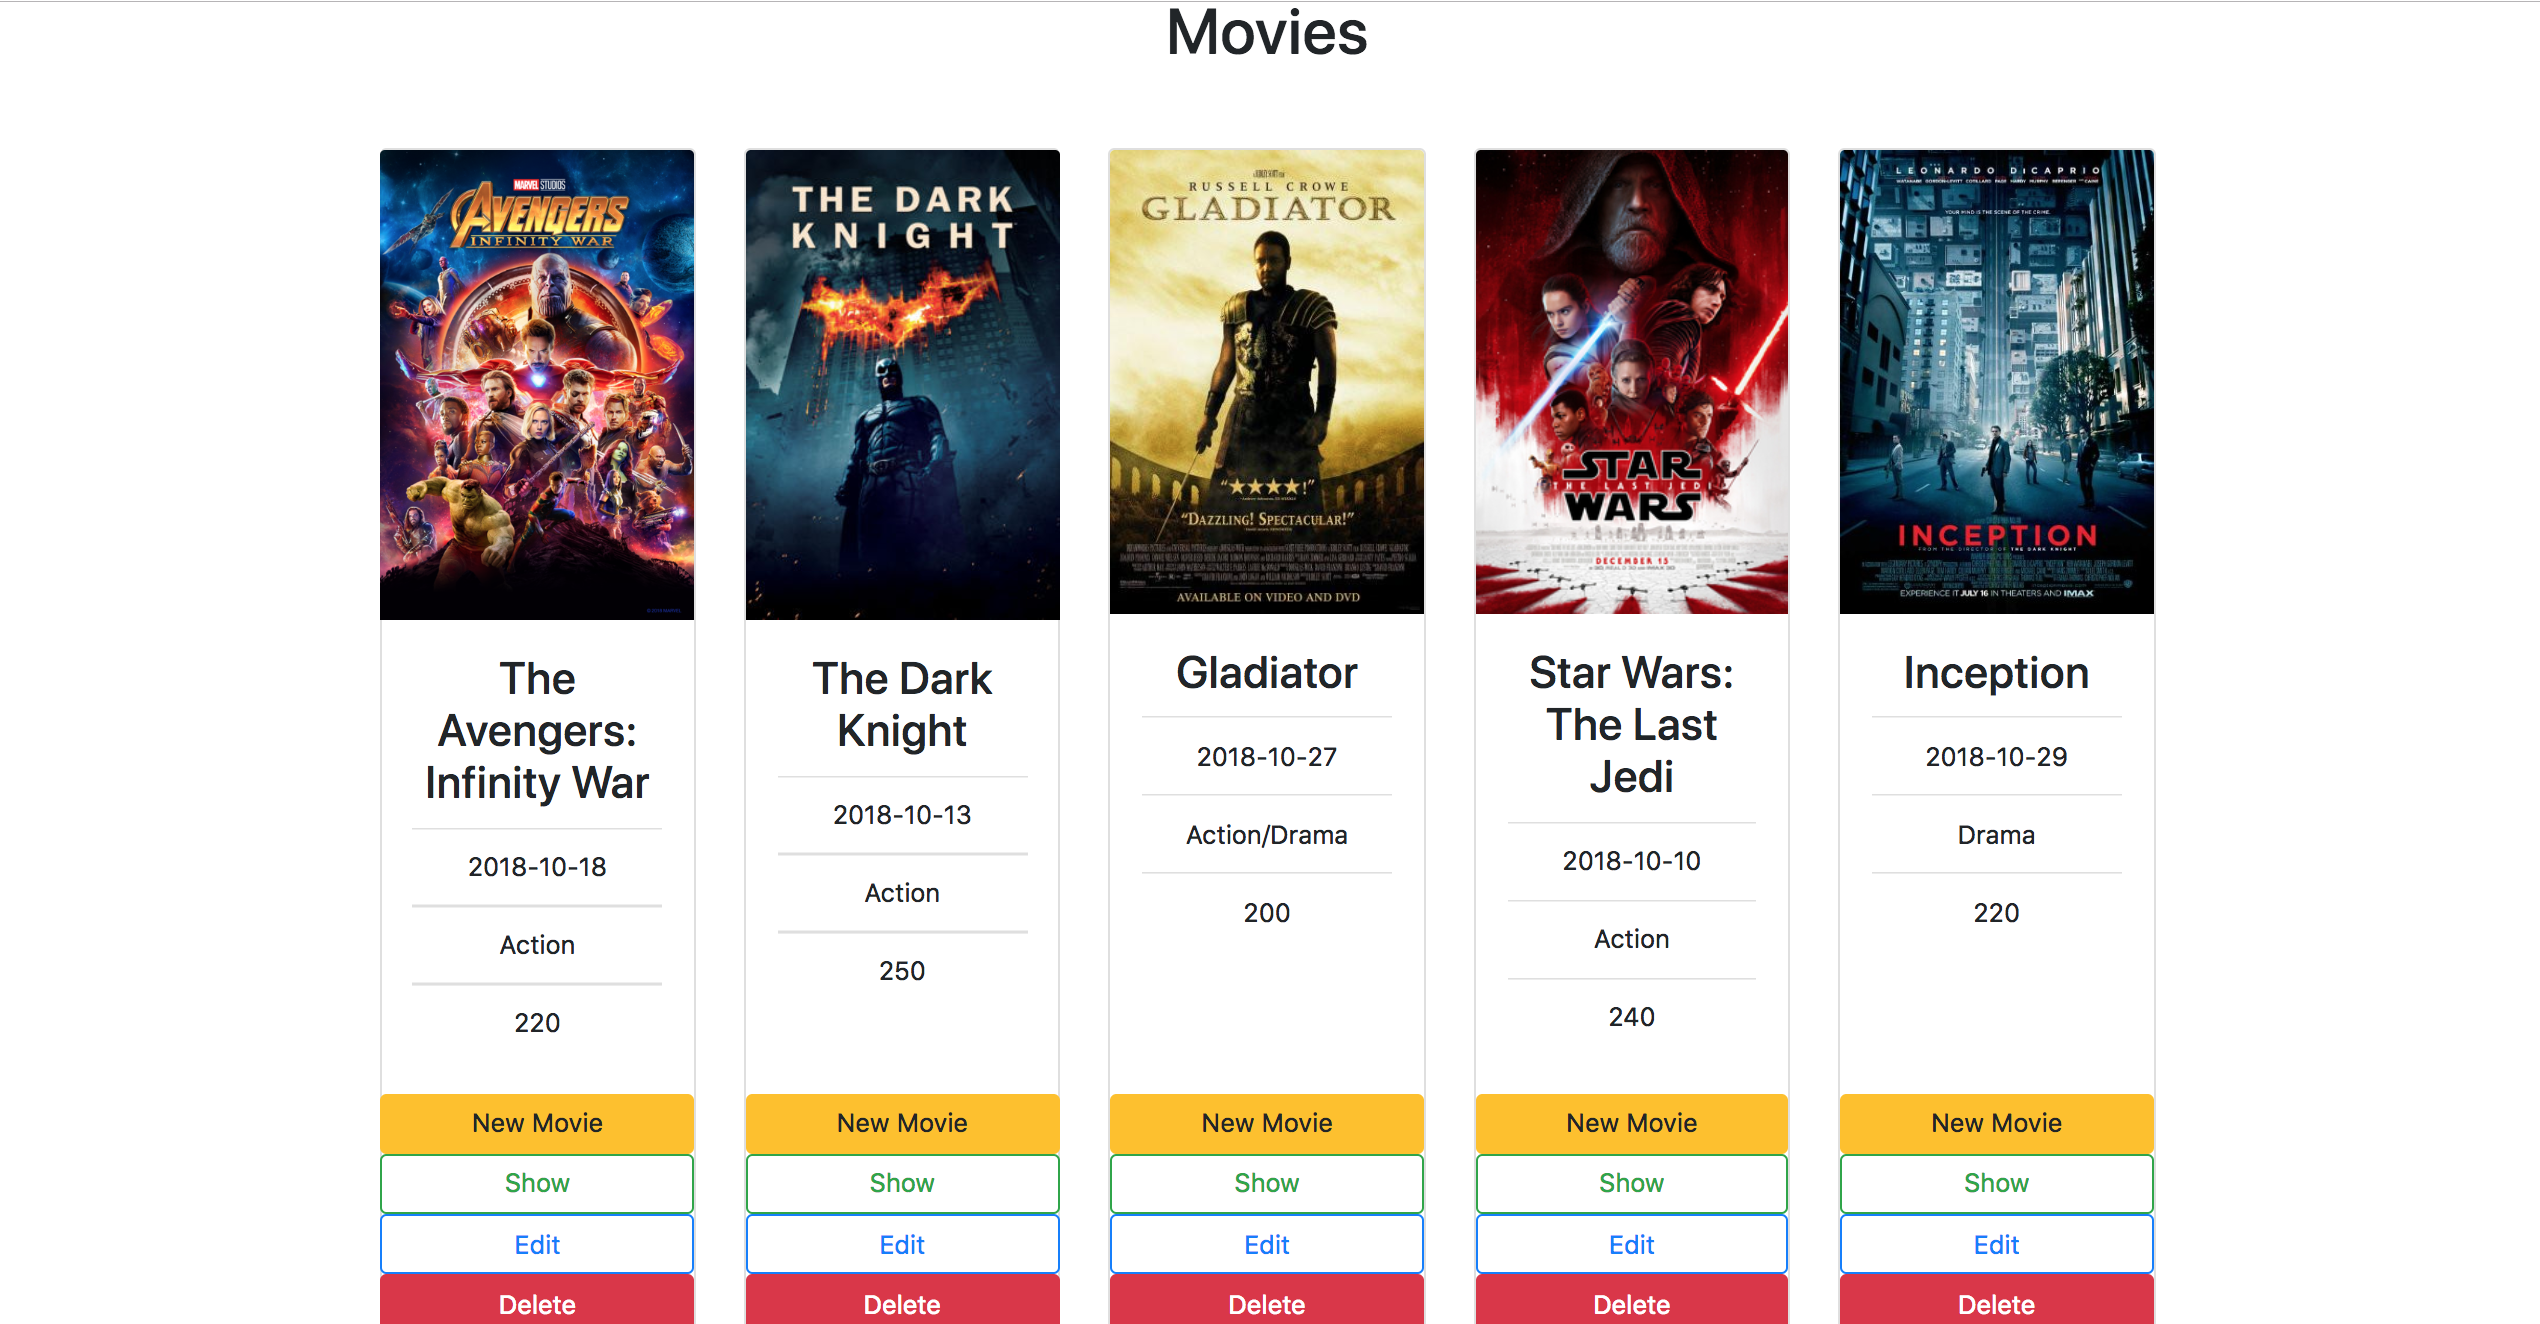 Movies
MARVEL STUDIOS
AVENGERS
INFINITY WAR
The
Avengers:
Infinity War
2018-10-18
Action
220
New Movie
Show
Edit
Delete
THE DARK
KNIGHT
The Dark
Knight
2018-10-13
Action
250
New Movie
Show
Edit
Delete
RUSSELL CROWE
GLADIATOR
"★★★★!"
"DAZZLING! SPECTACULAR!"
AVAILABLE ON VIDEO AND DVD
Gladiator
2018-10-27
Action/Drama
200
New Movie
Show
Edit
Delete
STAR
THE LAST JEDI
WARS
DECEMBER 15
Star Wars:
The Last
Jedi
2018-10-10
Action
240
New Movie
Show
Edit
Delete
LEONARDO DiCAPRIO
YOUR MIND IS THE SCENE OF THE CRIME.
INCEPTION
FROM THE DIRECTOR OF THE DARK KNIGHT
EXPERIENCE IT JULY 16 IN THEATERS AND IMAX
Inception
2018-10-29
Drama
220
New Movie
Show
Edit
Delete